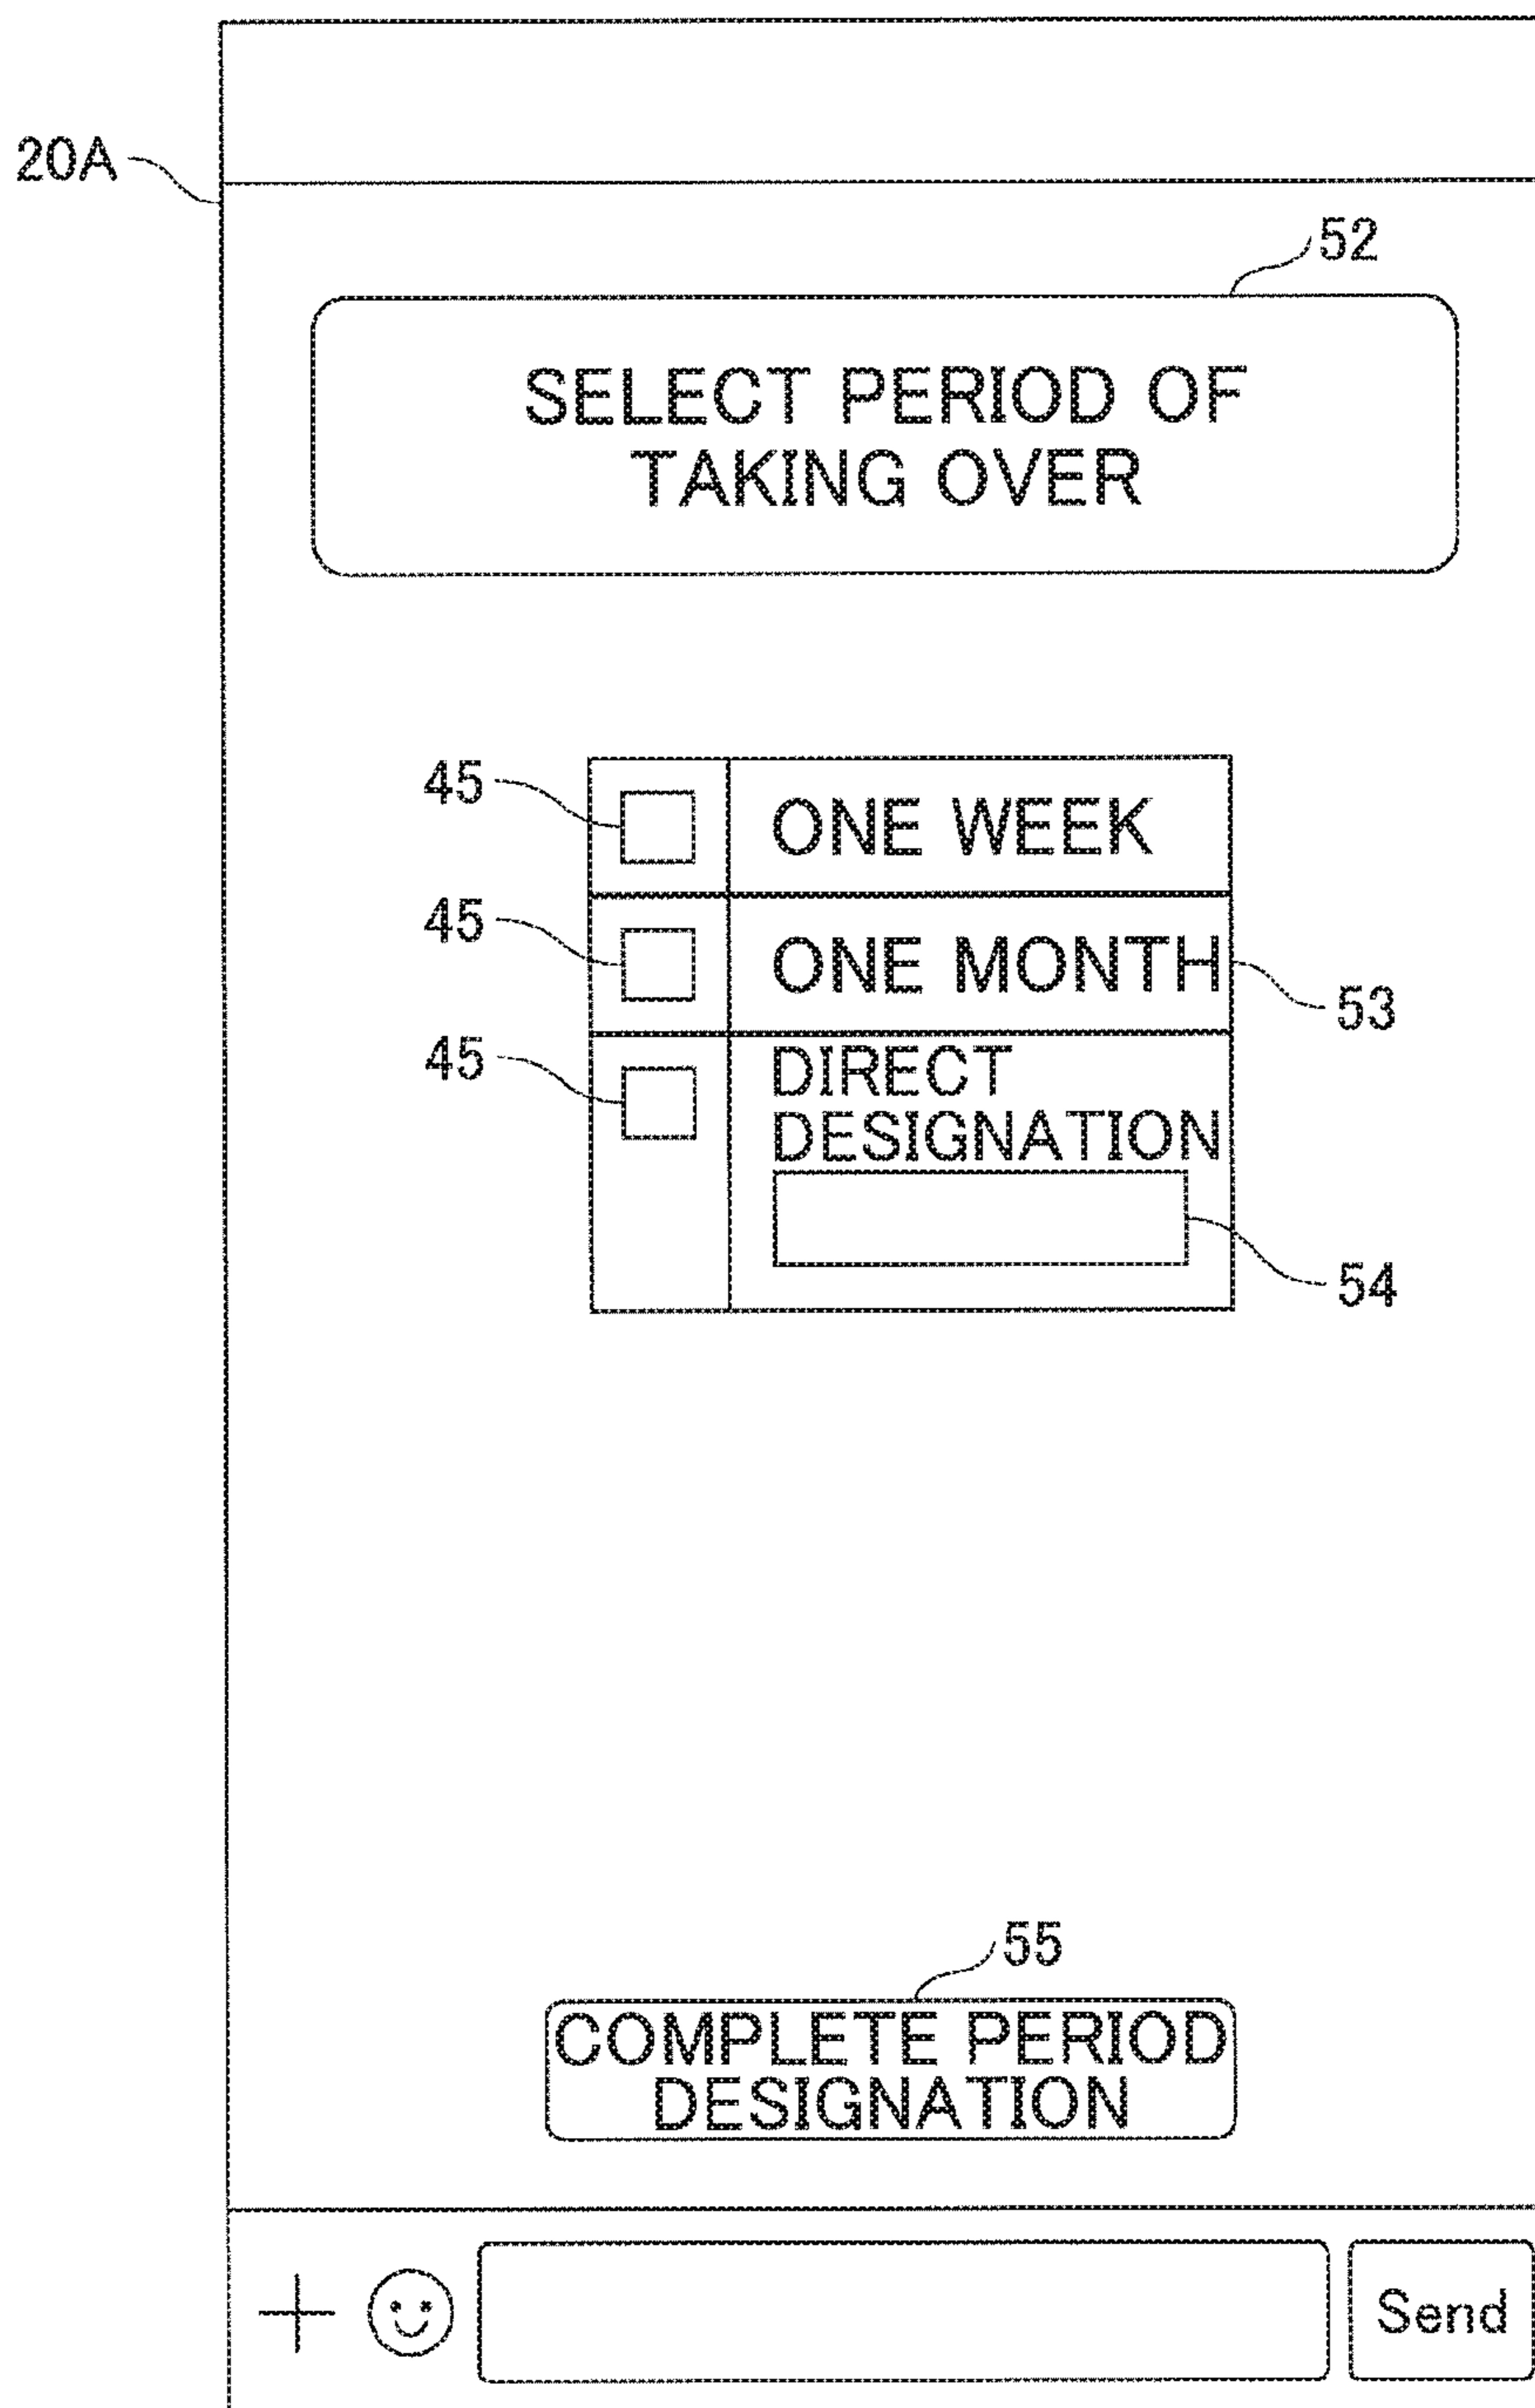 20A
52
SELECT PERIOD OF
TAKING OVER
45
ONE WEEK
45
ONE MONTH
53
45
DIRECT
DESIGNATION
54
55
COMPLETE PERIOD
DESIGNATION
Send